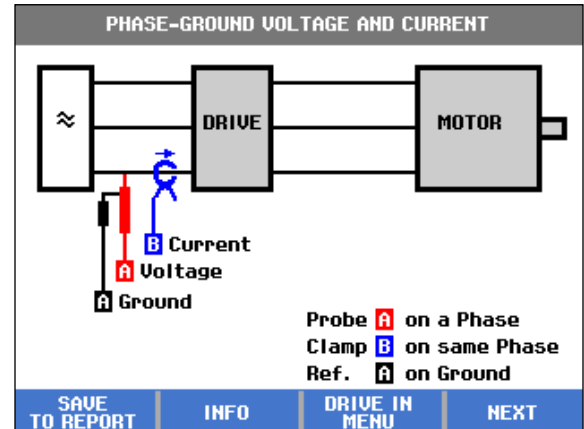 PHASE-GROUND VOLTAGE AND CURRENT
≈
DRIVE
MOTOR
B Current
A Voltage
A Ground
Probe A on a Phase
Clamp B on same Phase
Ref. A on Ground
SAVE
TO REPORT
INFO
DRIVE IN
MENU
NEXT